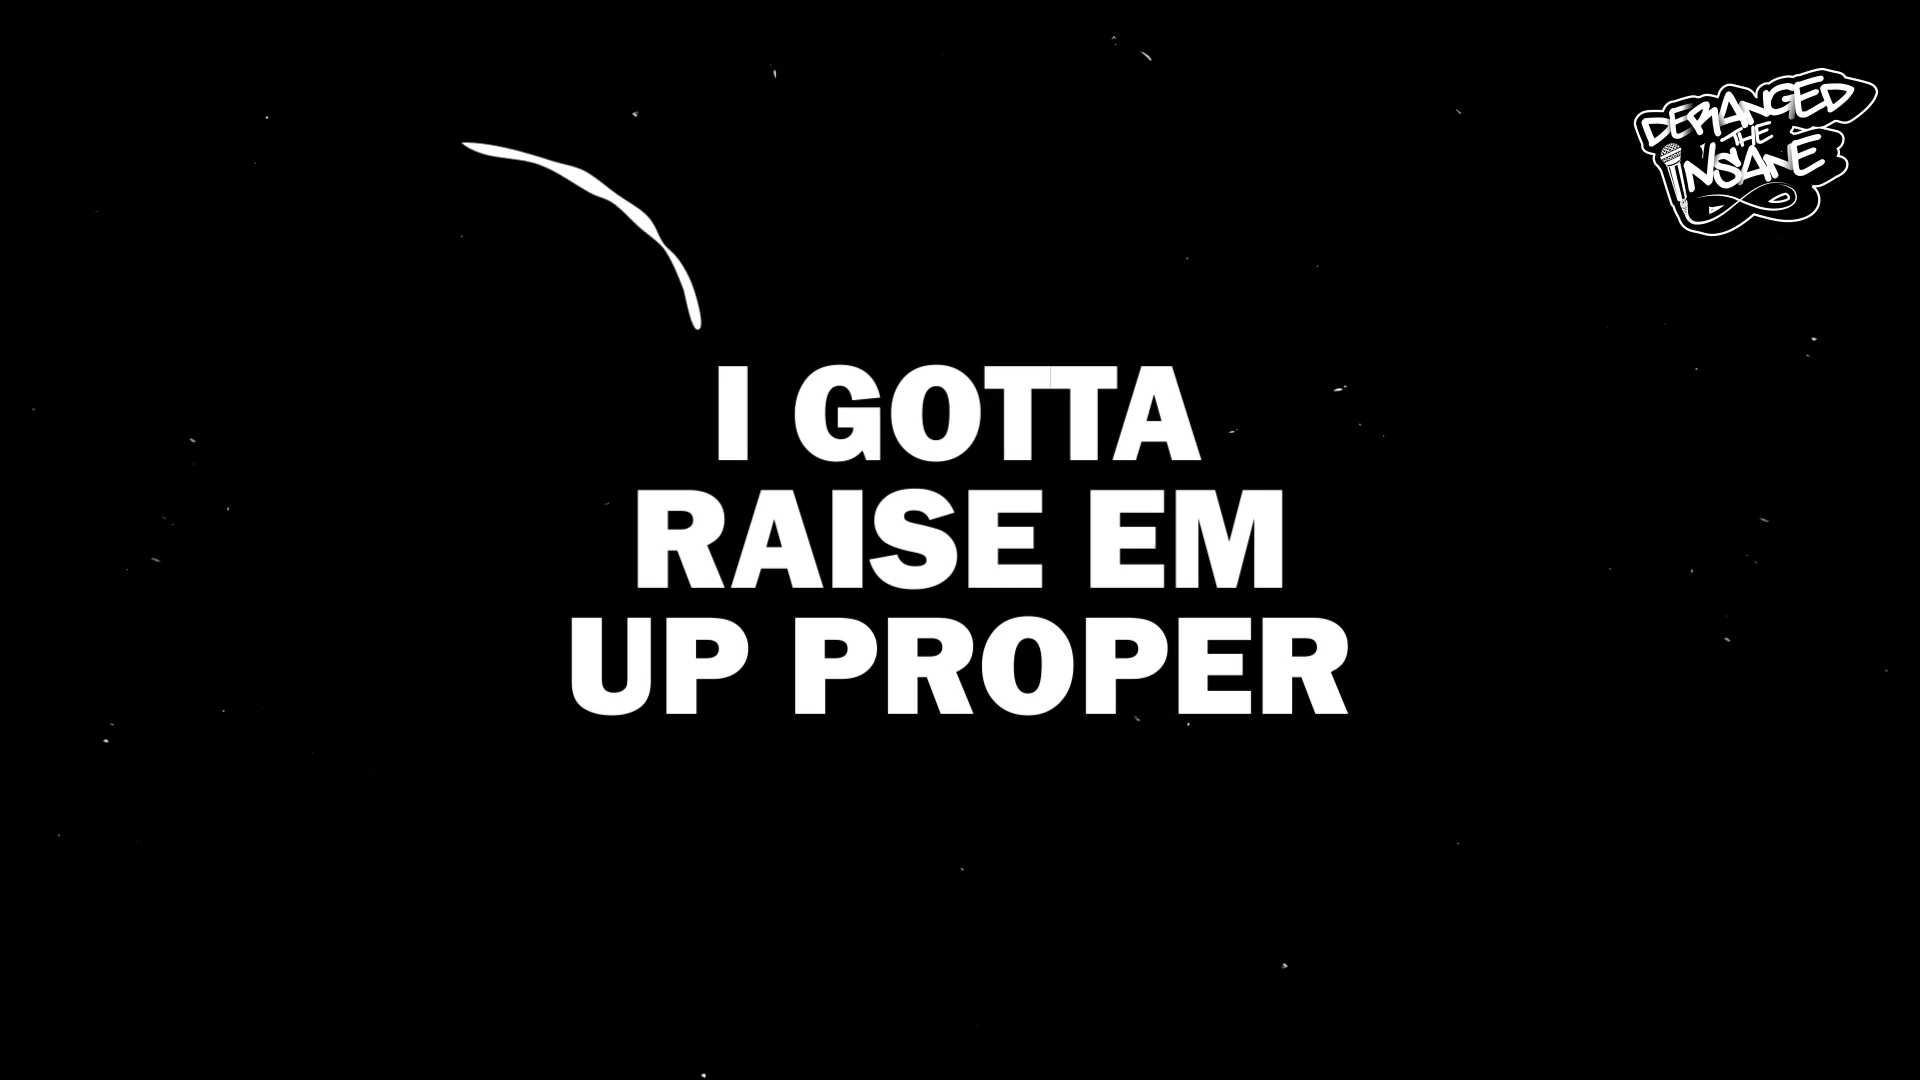 DERANGED
THE
INSANE
I GOTTA
RAISE EM
UP PROPER